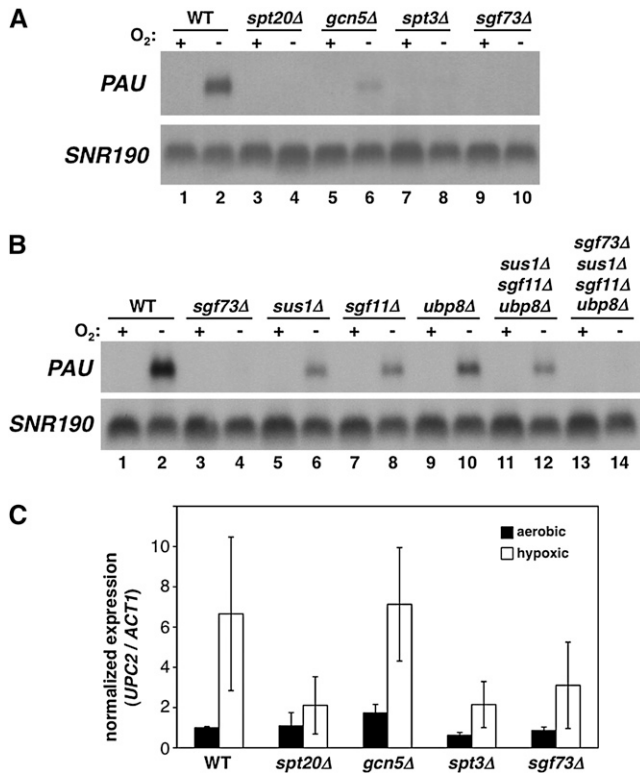 A
WT spt20Δ gcn5Δ spt3Δ sgf73Δ
O2: + - + - + - + - + -
PAU
SNR190
1 2 3 4 5 6 7 8 9 10
B
sgf73Δ
sus1Δ sus1Δ
sgf11Δ sgf11Δ
WT sgf73Δ sus1Δ sgf11Δ ubp8Δ ubp8Δ ubp8Δ
O2: + - + - + - + - + - + - + -
PAU
SNR190
1 2 3 4 5 6 7 8 9 10 11 12 13 14
C
normalized expression
(UPC2 / ACT1)
10
8
6
4
2
0
aerobic
hypoxic
WT spt20Δ gcn5Δ spt3Δ sgf73Δ